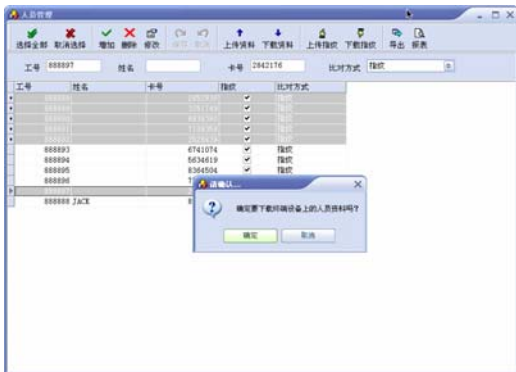 人员管理
选择全部 取消选择 增加 删除 修改 保存 取消 上传资料 下载资料 上传指纹 下载指纹 导出 报表
工号 888897 姓名 卡号 2842176 比对方式 指纹
工号 姓名 卡号 指纹 比对方式
888893 6741074 指纹
888894 5634619 指纹
888895 8364504 指纹
888896
888888 JACK
请确认...
确定要下载终端设备上的人员资料吗?
确定 取消